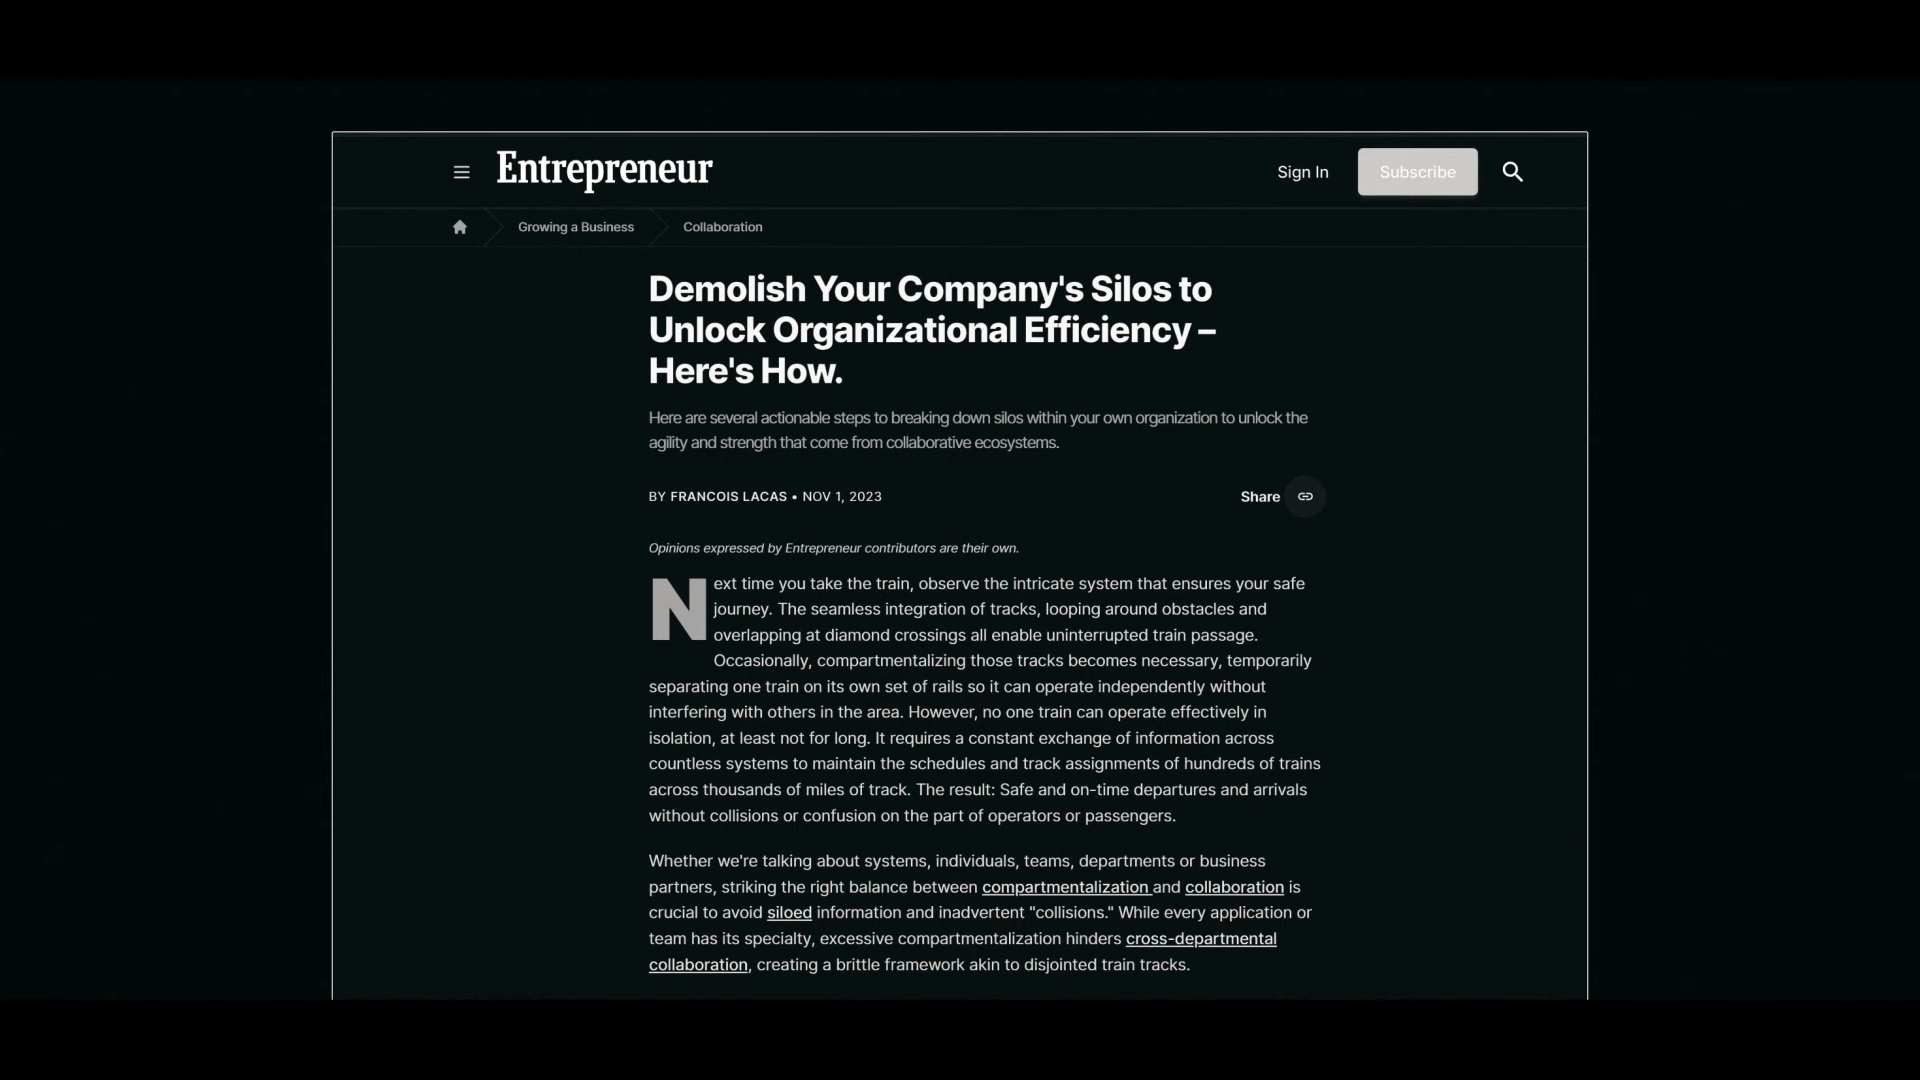 Entrepreneur
Sign In
Subscribe
Growing a Business
Collaboration
Demolish Your Company's Silos to
Unlock Organizational Efficiency –
Here's How.
Here are several actionable steps to breaking down silos within your own organization to unlock the
agility and strength that come from collaborative ecosystems.
BY FRANCOIS LACAS • NOV 1, 2023
Share
Opinions expressed by Entrepreneur contributors are their own.
Next time you take the train, observe the intricate system that ensures your safe
journey. The seamless integration of tracks, looping around obstacles and
overlapping at diamond crossings all enable uninterrupted train passage.
Occasionally, compartmentalizing those tracks becomes necessary, temporarily
separating one train on its own set of rails so it can operate independently without
interfering with others in the area. However, no one train can operate effectively in
isolation, at least not for long. It requires a constant exchange of information across
countless systems to maintain the schedules and track assignments of hundreds of trains
across thousands of miles of track. The result: Safe and on-time departures and arrivals
without collisions or confusion on the part of operators or passengers.
Whether we're talking about systems, individuals, teams, departments or business
partners, striking the right balance between compartmentalization and collaboration is
crucial to avoid siloed information and inadvertent "collisions." While every application or
team has its specialty, excessive compartmentalization hinders cross-departmental
collaboration, creating a brittle framework akin to disjointed train tracks.